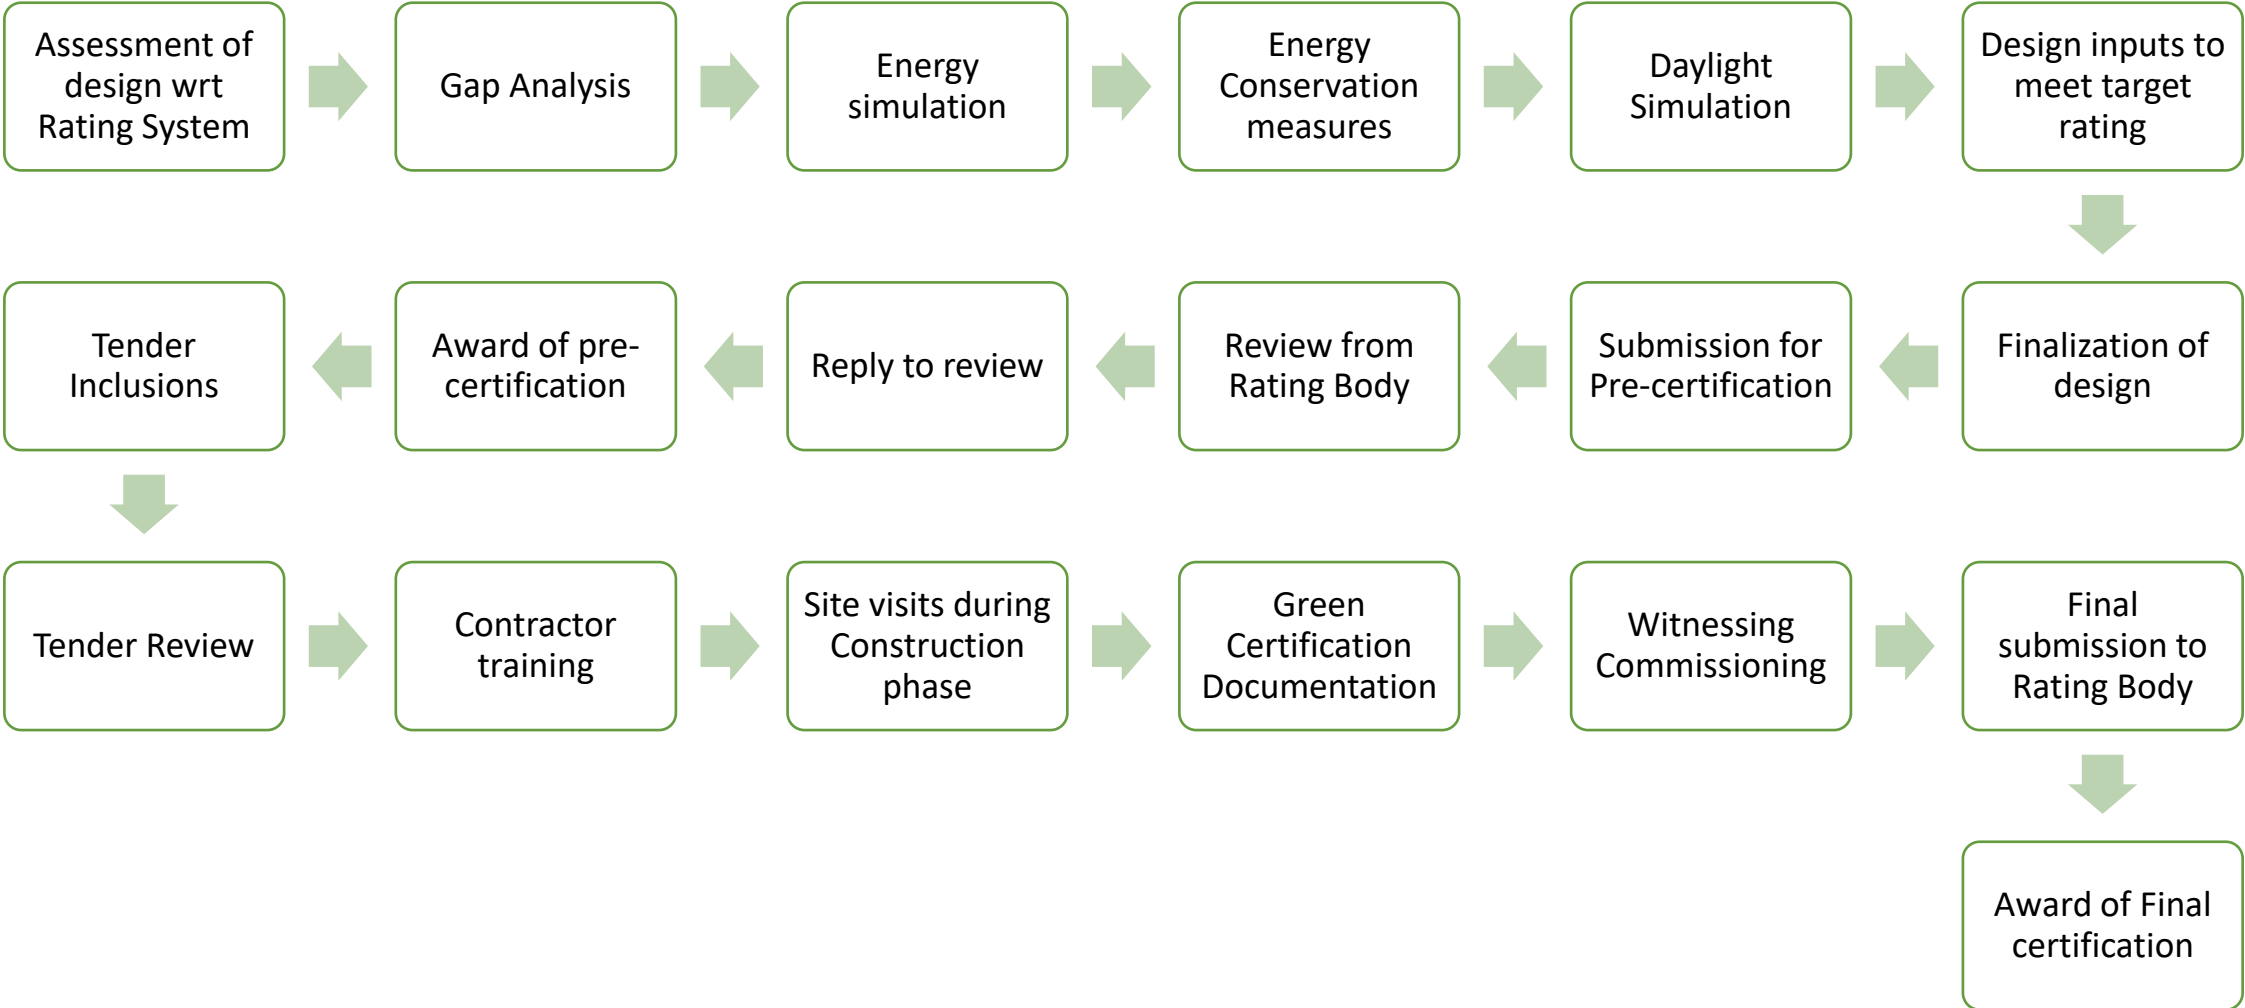 Assessment of
design wrt
Rating System
Gap Analysis
Energy
simulation
Energy
Conservation
measures
Daylight
Simulation
Design inputs to
meet target
rating
Finalization of
design
Submission for
Pre-certification
Review from
Rating Body
Reply to review
Award of pre-
certification
Tender
Inclusions
Tender Review
Contractor
training
Site visits during
Construction
phase
Green
Certification
Documentation
Witnessing
Commissioning
Final
submission to
Rating Body
Award of Final
certification